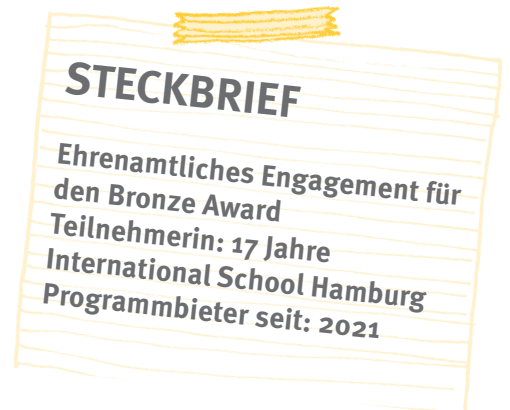 STECKBRIEF
Ehrenamtliches Engagement für
den Bronze Award
Teilnehmerin: 17 Jahre
International School Hamburg
Programmbieter seit: 2021